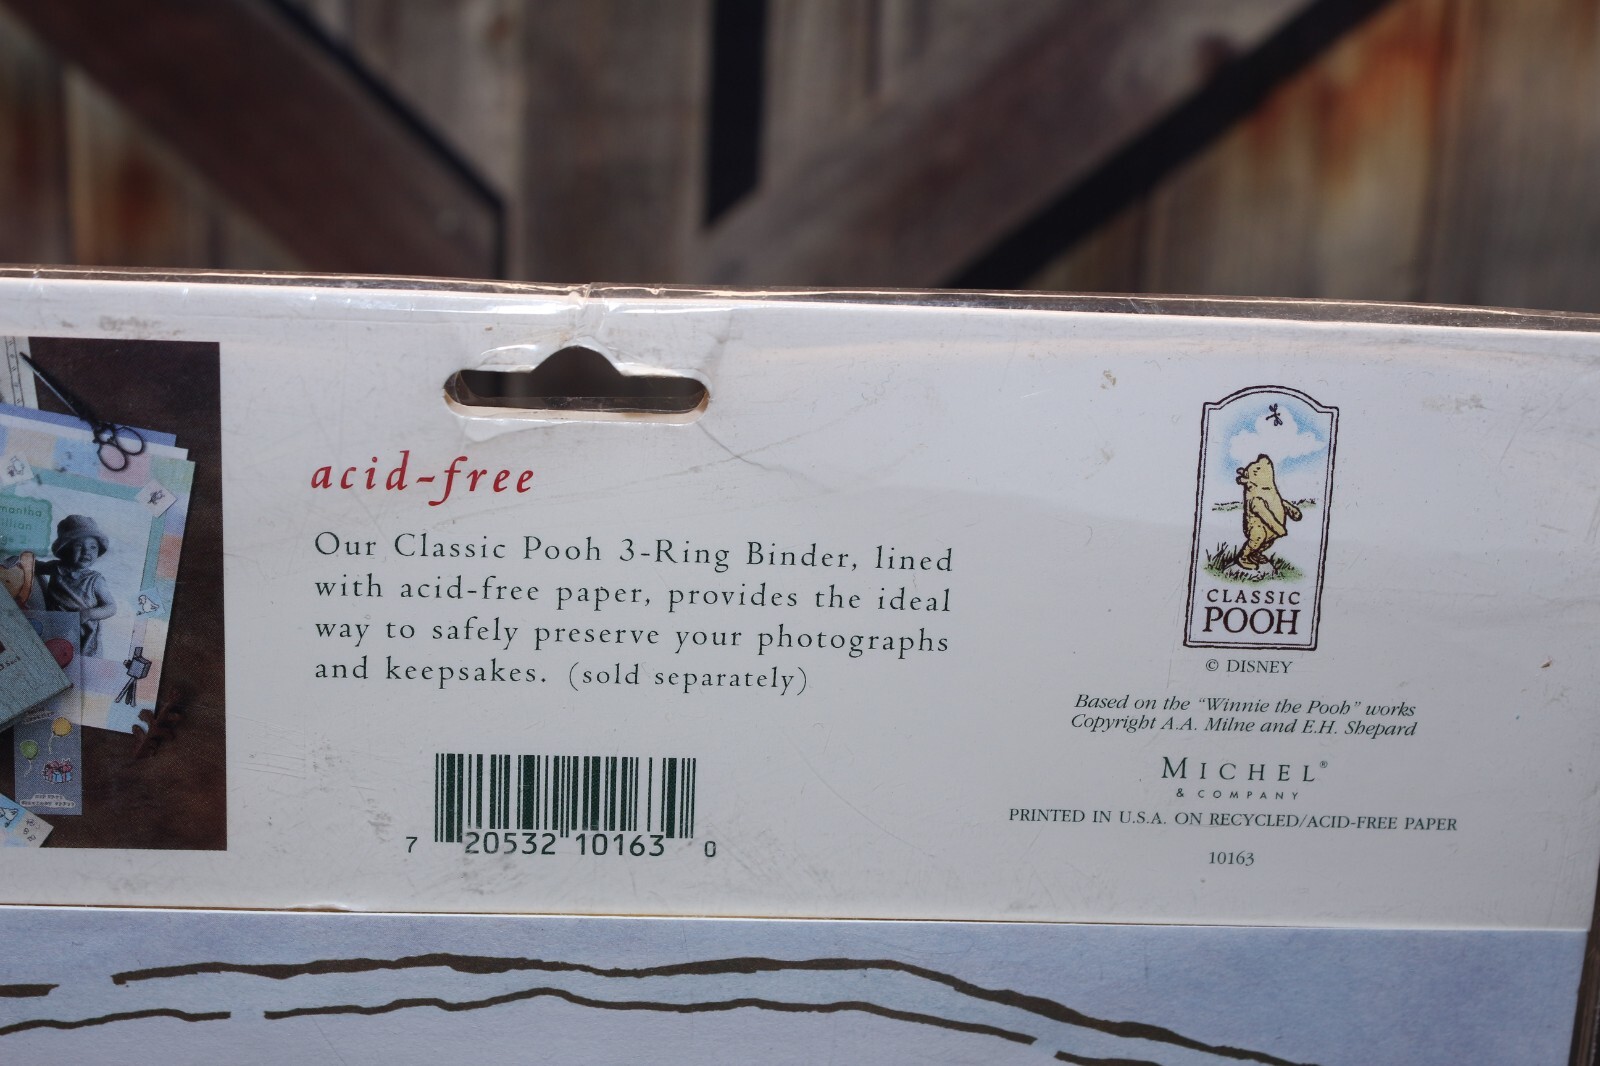 acid-free
Our Classic Pooh 3-Ring Binder, lined
with acid-free paper, provides the ideal
way to safely preserve your photographs
and keepsakes. (sold separately)
7 20532 10163 0
CLASSIC
POOH
© DISNEY
Based on the “Winnie the Pooh” works
Copyright A.A. Milne and E.H. Shepard
MICHEL®
& COMPANY
PRINTED IN U.S.A. ON RECYCLED/ACID-FREE PAPER
10163